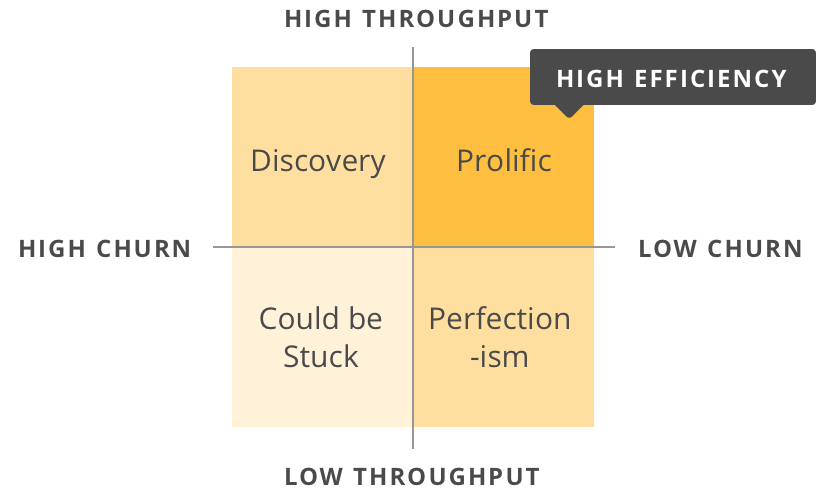 HIGH THROUGHPUT
HIGH EFFICIENCY
Discovery
Prolific
HIGH CHURN
LOW CHURN
Could be
Stuck
Perfection
-ism
LOW THROUGHPUT